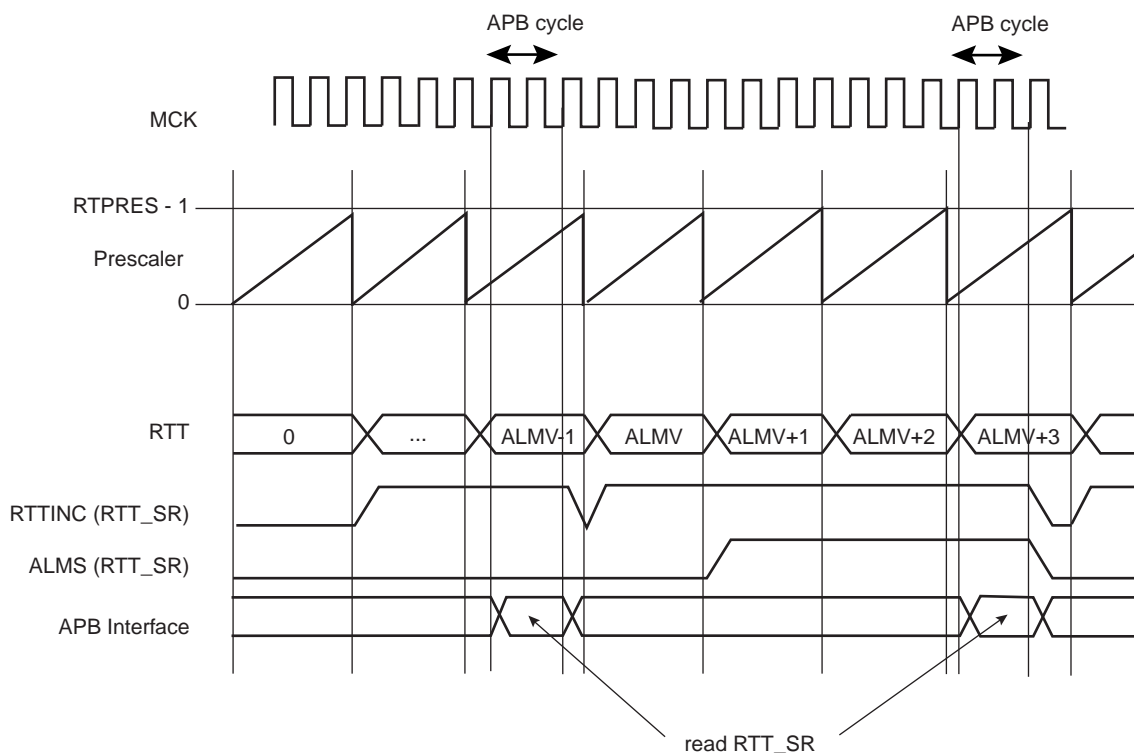 APB cycle
APB cycle
MCK
RTPRES - 1
Prescaler
0
RTT
0
...
ALMV-1
ALMV
ALMV+1
ALMV+2
ALMV+3
RTTINC (RTT_SR)
ALMS (RTT_SR)
APB Interface
read RTT_SR